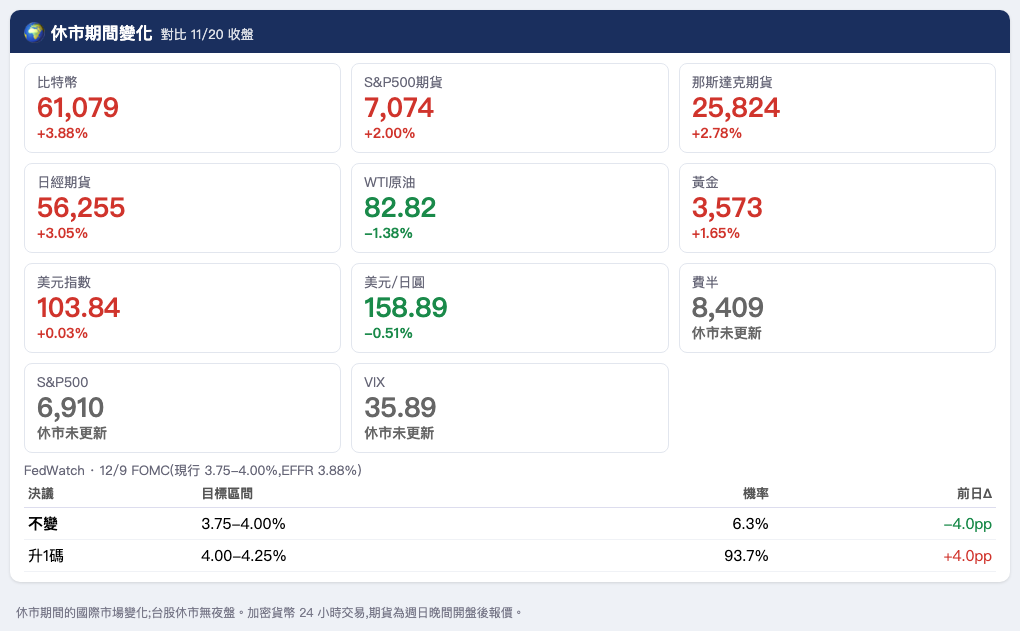 休市期間變化 對比 11/20 收盤
比特幣
61,079
+3.88%
S&P500期貨
7,074
+2.00%
那斯達克期貨
25,824
+2.78%
日經期貨
56,255
+3.05%
WTI原油
82.82
−1.38%
黃金
3,573
+1.65%
美元指數
103.84
+0.03%
美元/日圓
158.89
−0.51%
費半
8,409
休市未更新
S&P500
6,910
休市未更新
VIX
35.89
休市未更新
FedWatch · 12/9 FOMC(現行 3.75–4.00%,EFFR 3.88%)
決議 目標區間 機率 前日Δ
不變 3.75–4.00% 6.3% −4.0pp
升1碼 4.00–4.25% 93.7% +4.0pp
休市期間的國際市場變化;台股休市無夜盤。加密貨幣 24 小時交易,期貨為週日晚間開盤後報價。